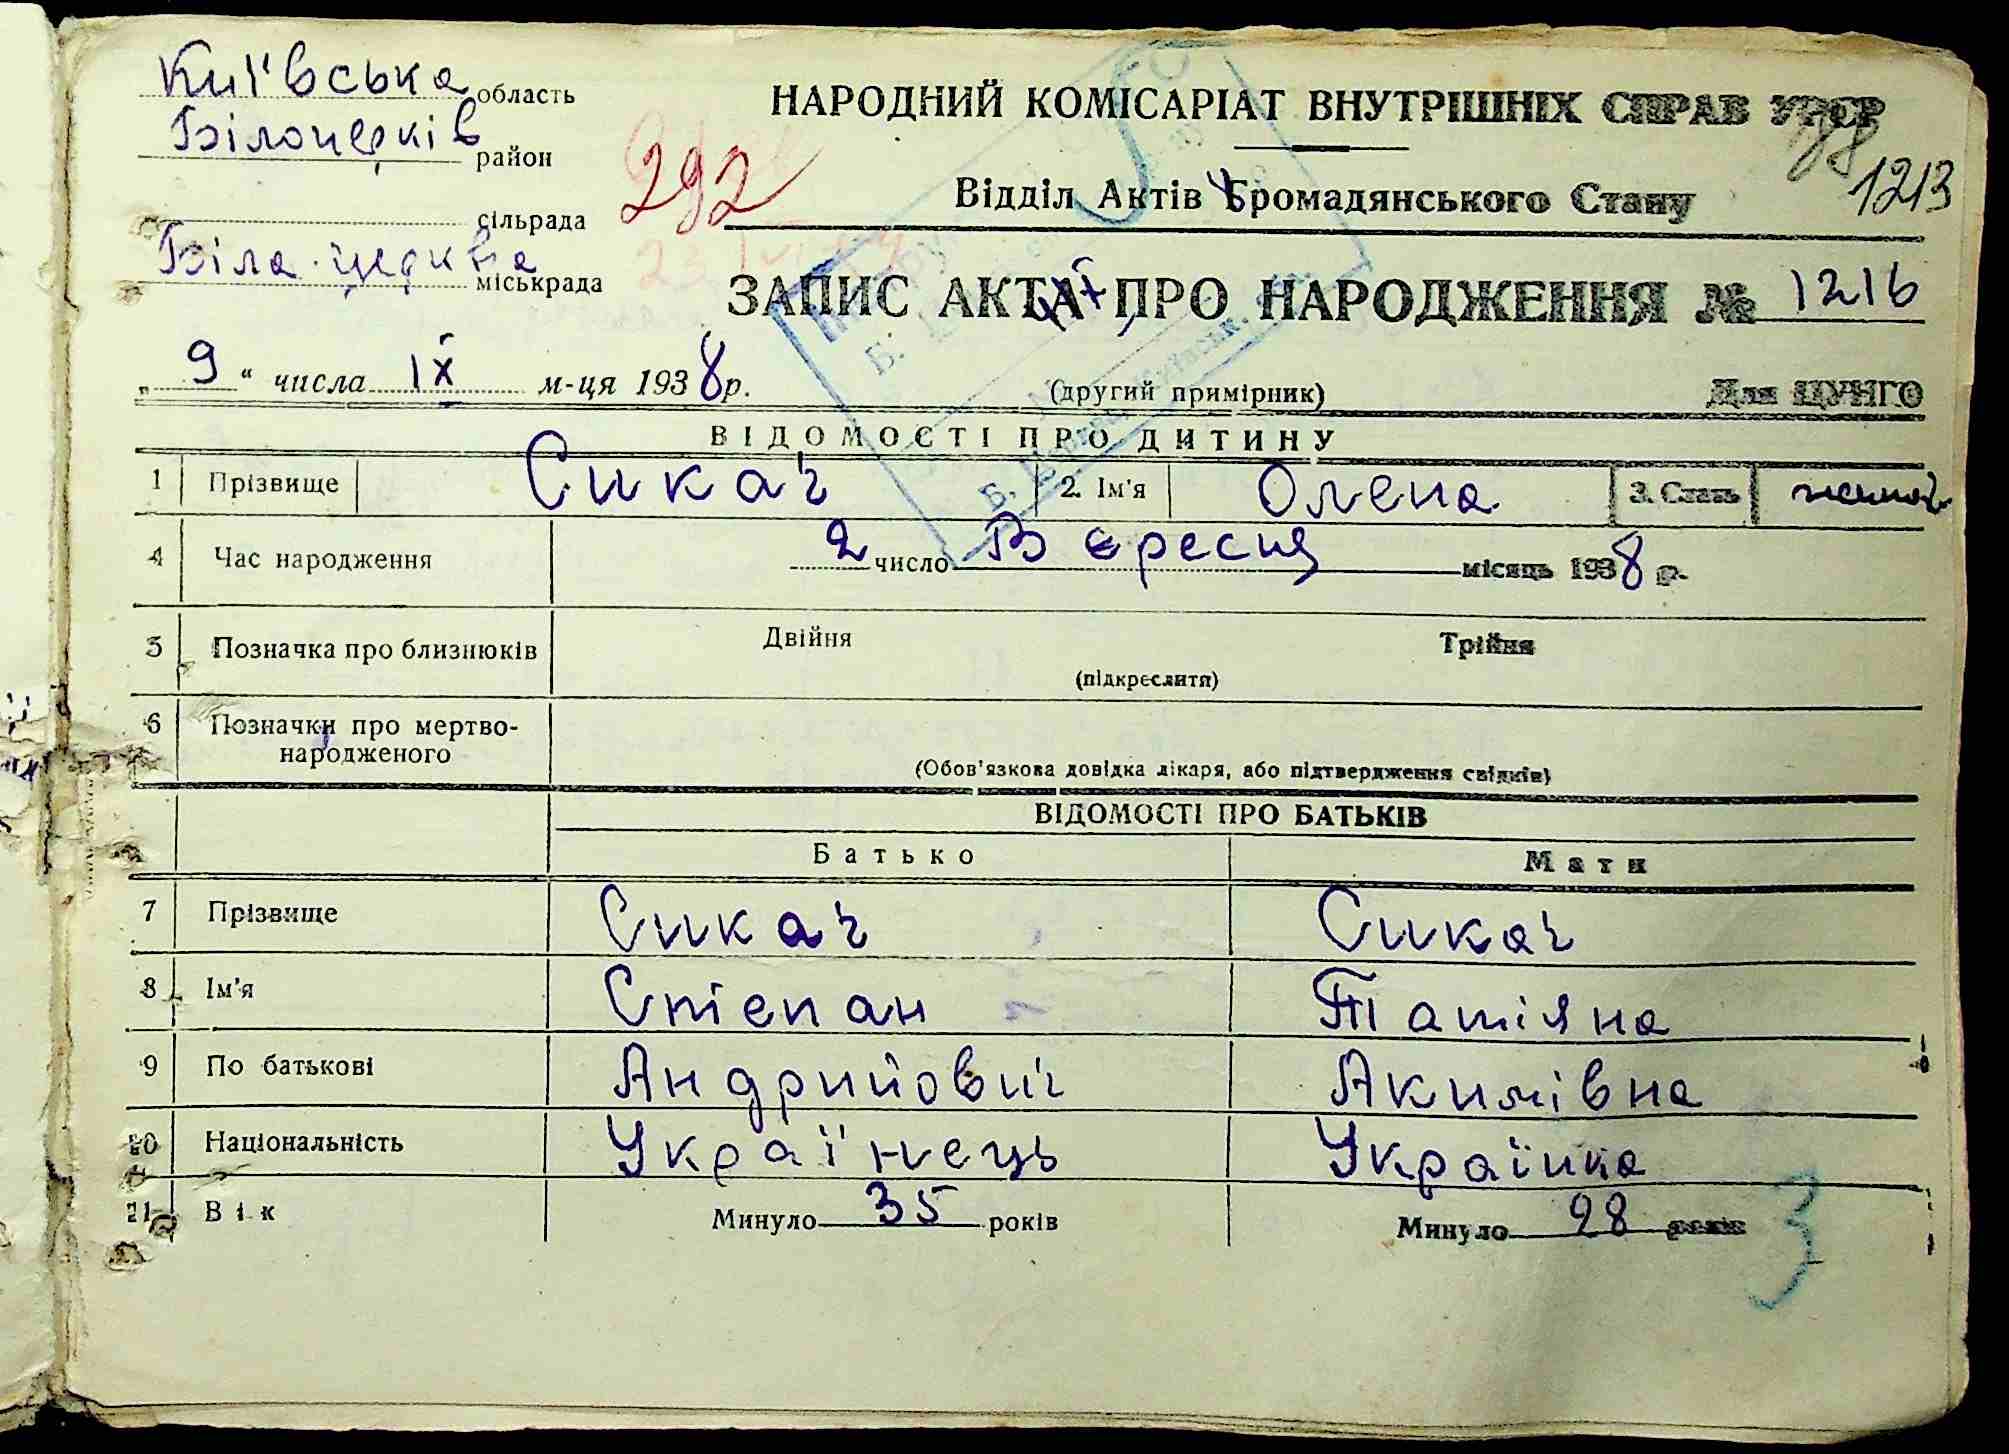 Київська область
Білоцерків район
сільрада
Біла-церква міськрада
292
НАРОДНИЙ КОМІСАРІАТ ВНУТРІШНІХ СПРАВ УРСР
1213
Відділ Актів Громадянського Стану
ЗАПИС АКТА ПРО НАРОДЖЕННЯ № 1216
„ 9 “ числа IX м-ця 1938 р.
(другий примірник)
Для ЦУНГО
ВІДОМОСТІ ПРО ДИТИНУ
1 Прізвище Сикач 2. Ім'я Олена 3. Стать
4 Час народження 2 число Вєресня місяць 1938 р.
5 Позначка про близнюків Двійня Трійня
(підкреслити)
6 Позначки про мертво-
народженого
(Обов'язкова довідка лікаря, або підтвердження свідків)
ВІДОМОСТІ ПРО БАТЬКІВ
Батько Мати
7 Прізвище Сикач Сикач
8 Ім'я Степан Татіяна
9 По батькові Андрийович Акимівна
10 Національність Українець Українка
11 Вік Минуло 35 років Минуло 28 років
3